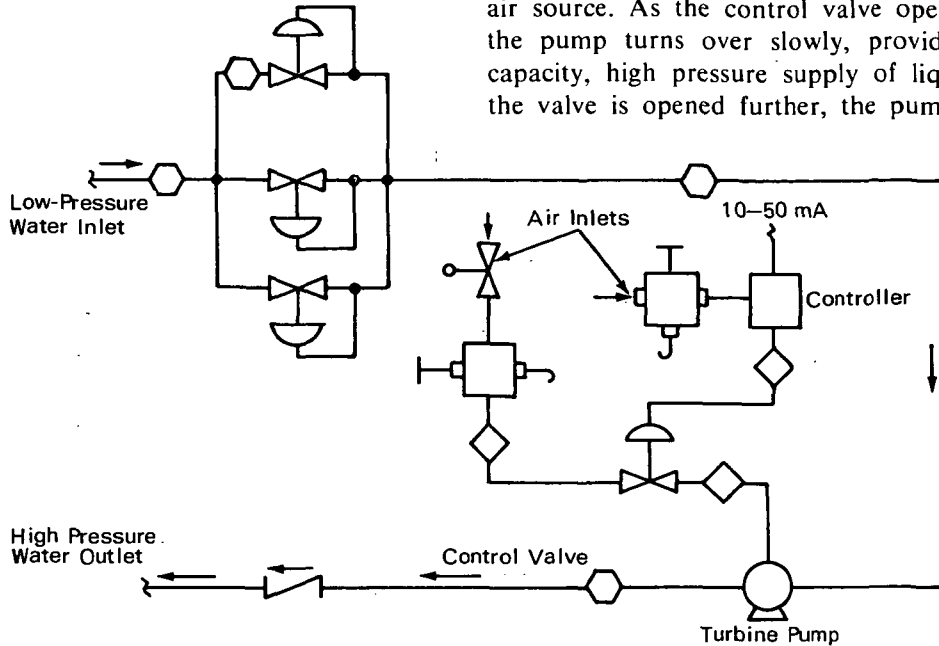 air source. As the control valve ope
the pump turns over slowly, provid
capacity, high pressure supply of liq
the valve is opened further, the pum
Low-Pressure
Water Inlet
Air Inlets
10–50 mA
Controller
High Pressure
Water Outlet
Control Valve
Turbine Pump